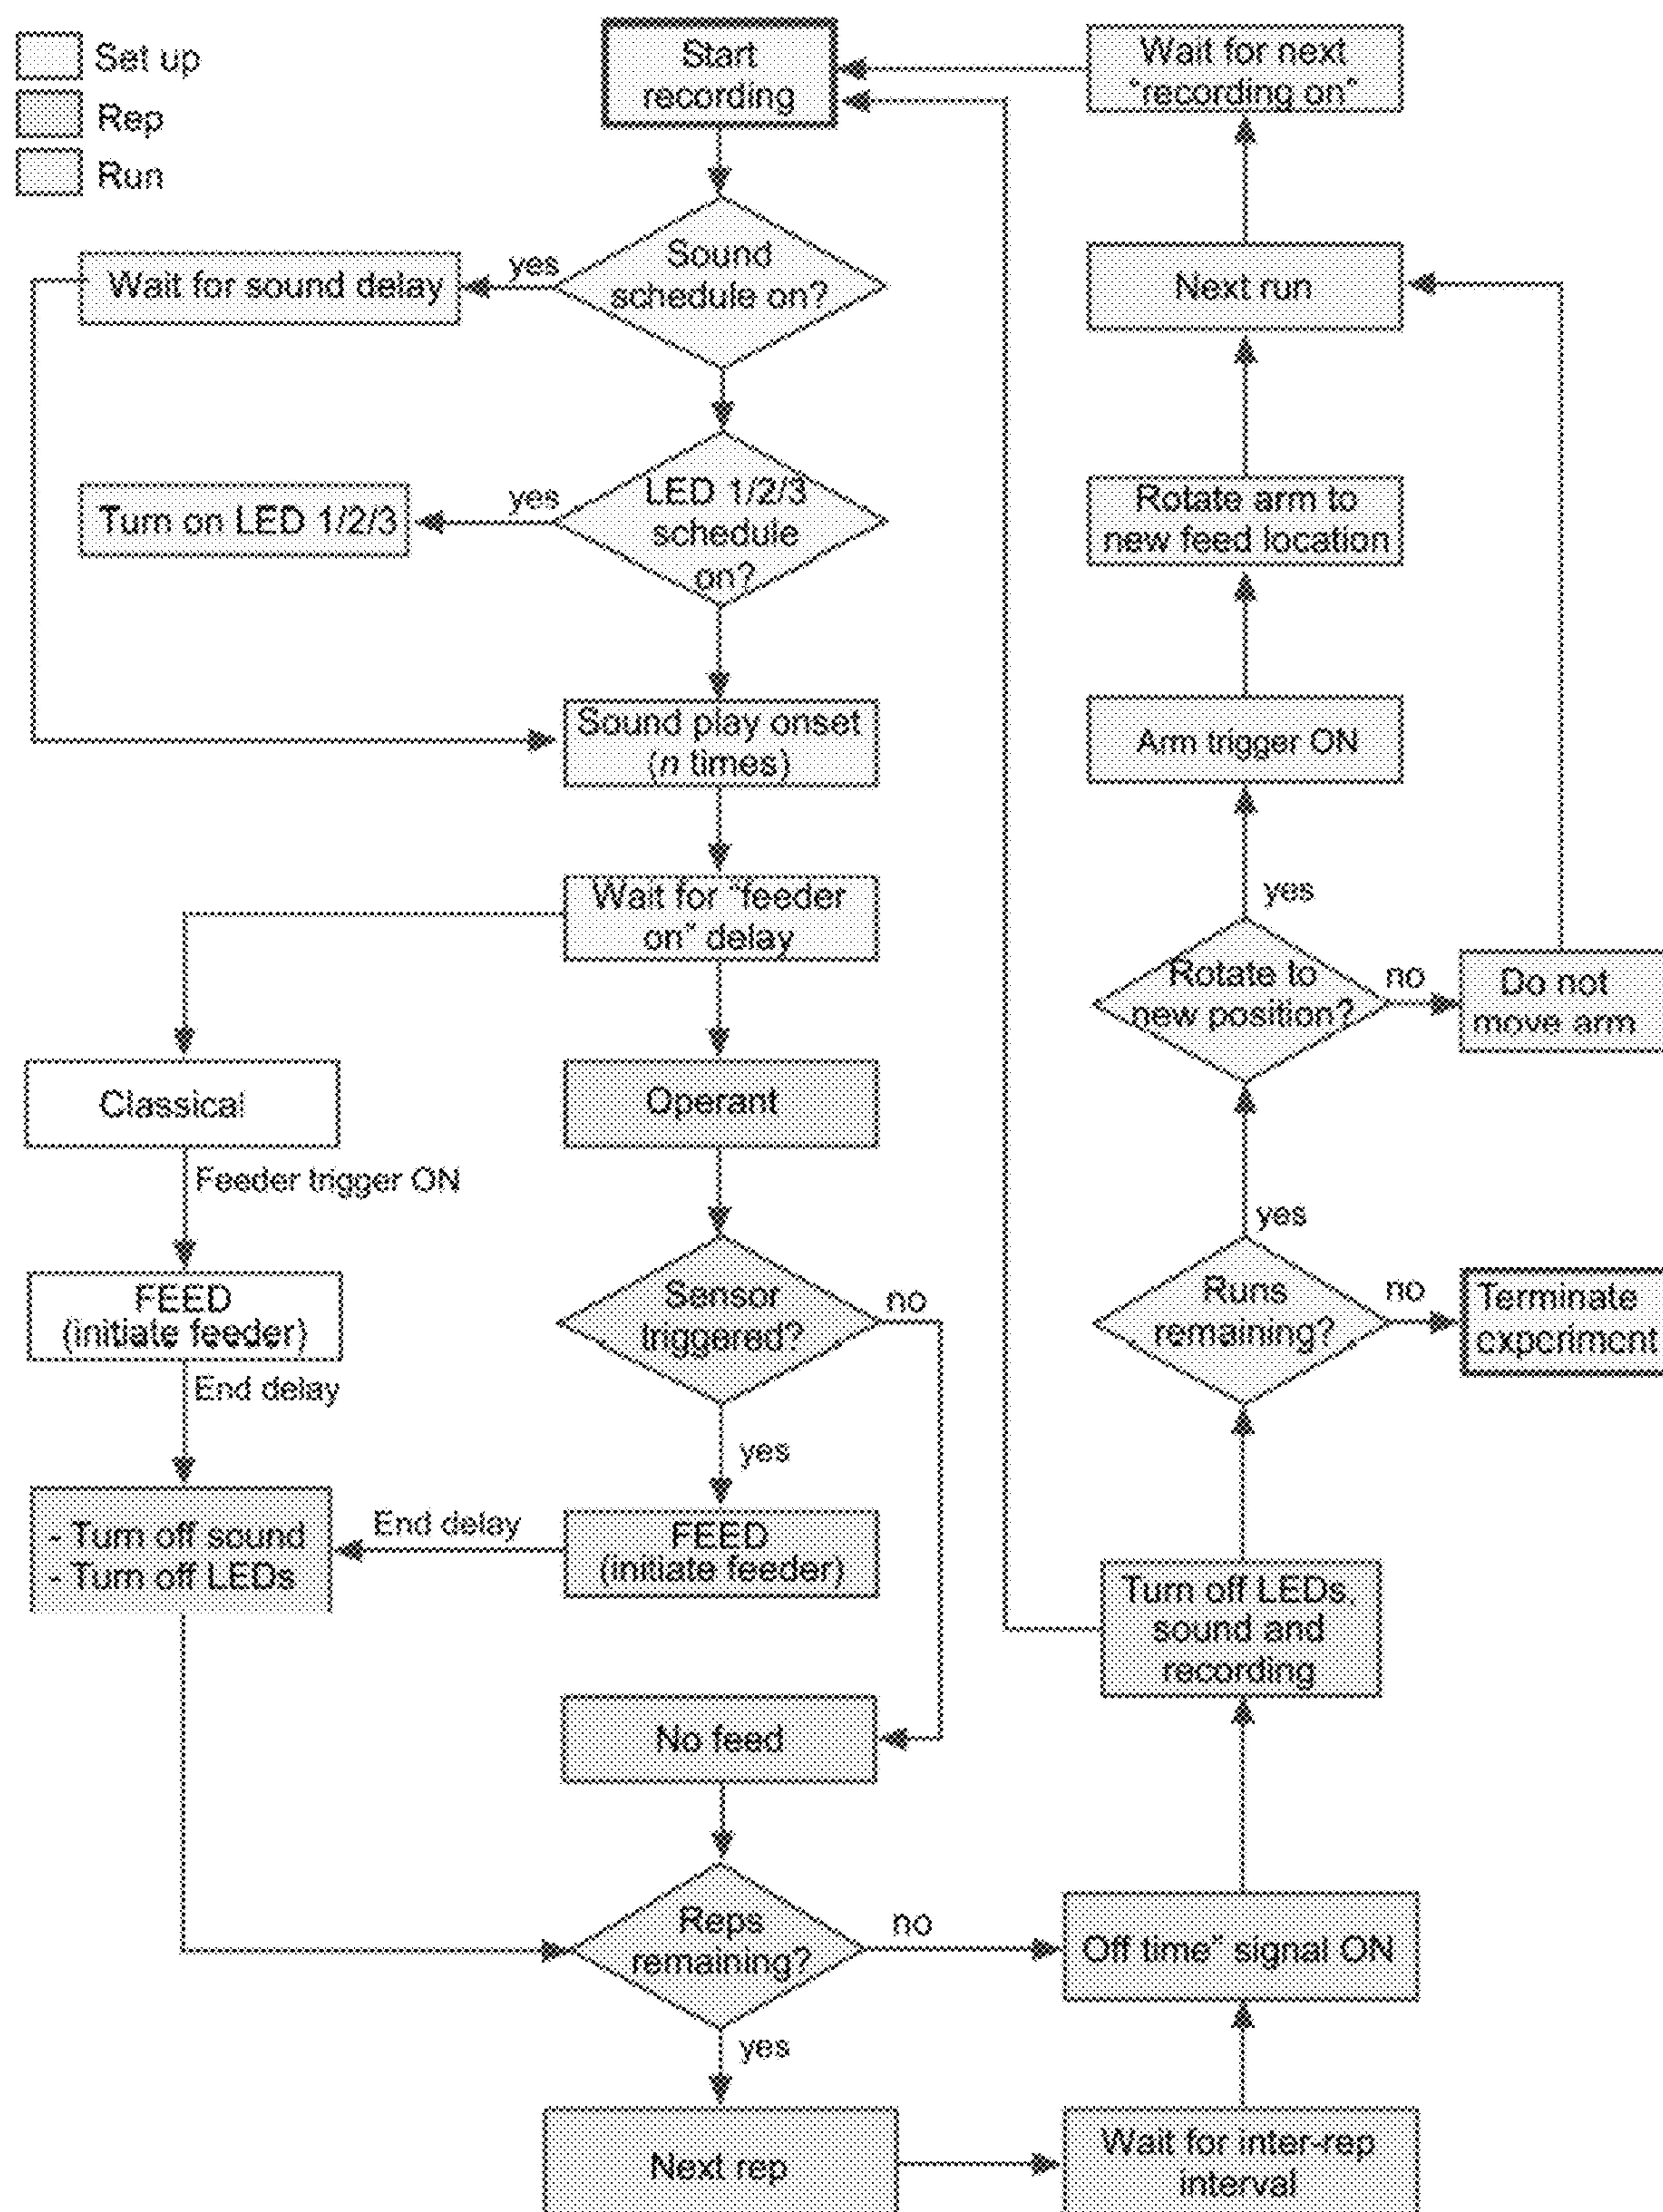 Set up
Rep
Run
Start
recording
Wait for next
"recording on"
Sound
schedule on?
yes
Wait for sound delay
Next run
LED 1/2/3
schedule
on?
yes
Turn on LED 1/2/3
Rotate arm to
new feed location
Sound play onset
(n times)
Arm trigger ON
Wait for "feeder
on" delay
yes
Rotate to
new position?
no
Do not
move arm
Classical
Operant
Feeder trigger ON
yes
FEED
(initiate feeder)
Sensor
triggered?
no
Runs
remaining?
no
Terminate
experiment
End delay
yes
- Turn off sound
- Turn off LEDs
End delay
FEED
(initiate feeder)
Turn off LEDs,
sound and
recording
No feed
Reps
remaining?
no
Off time" signal ON
yes
Next rep
Wait for inter-rep
interval